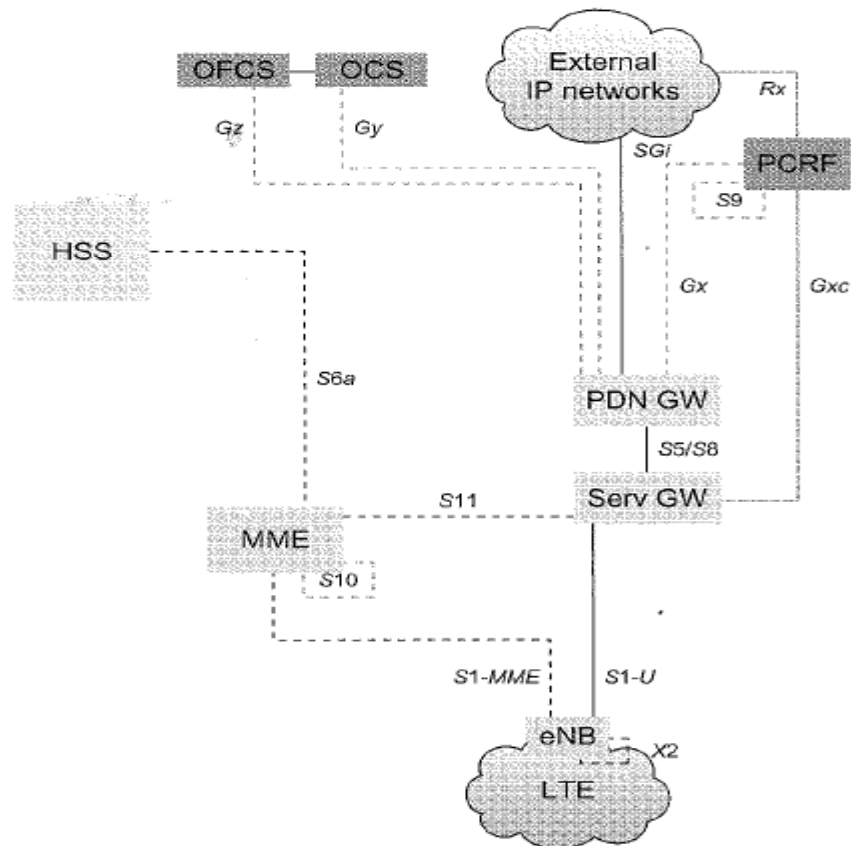 External
IP networks
OFCS
OCS
Rx
Gz
Gy
SGi
PCRF
S9
HSS
Gx
Gxc
S6a
PDN GW
S5/S8
S11
Serv GW
MME
S10
S1-MME
S1-U
eNB
X2
LTE